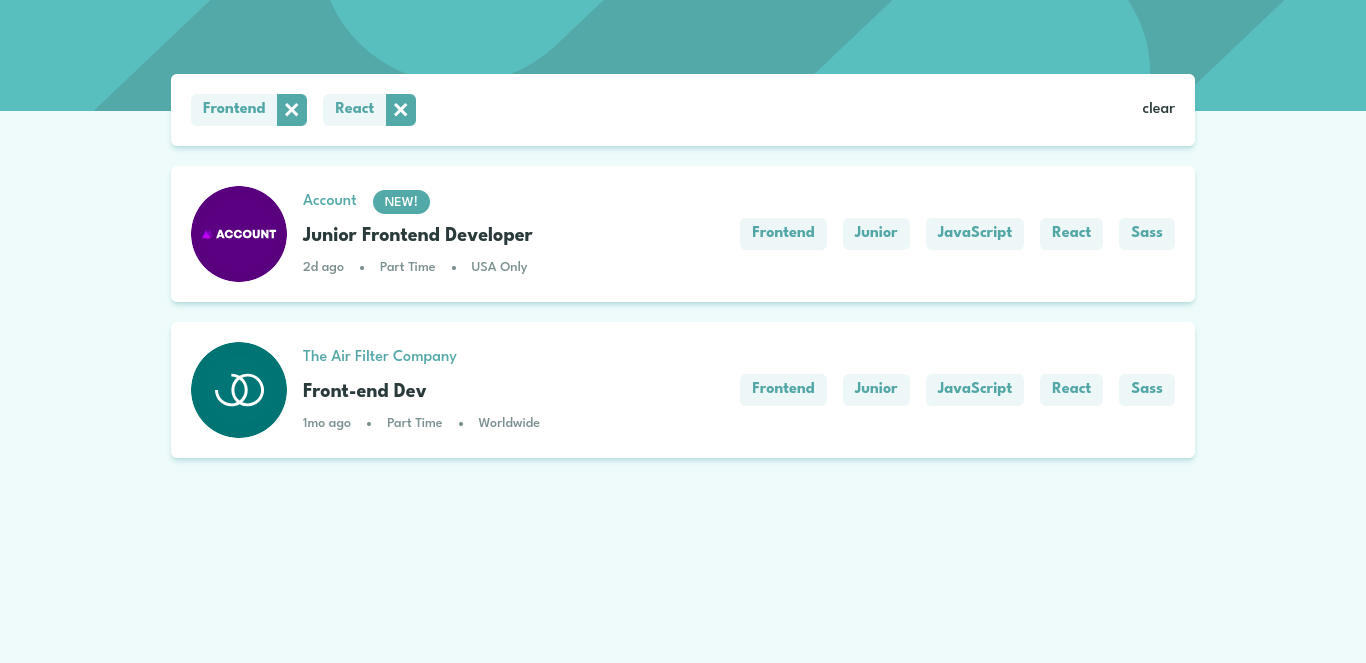 Frontend React clear
Account NEW!
ACCOUNT
Junior Frontend Developer
2d ago • Part Time • USA Only
Frontend Junior JavaScript React Sass
The Air Filter Company
Front-end Dev
1mo ago • Part Time • Worldwide
Frontend Junior JavaScript React Sass